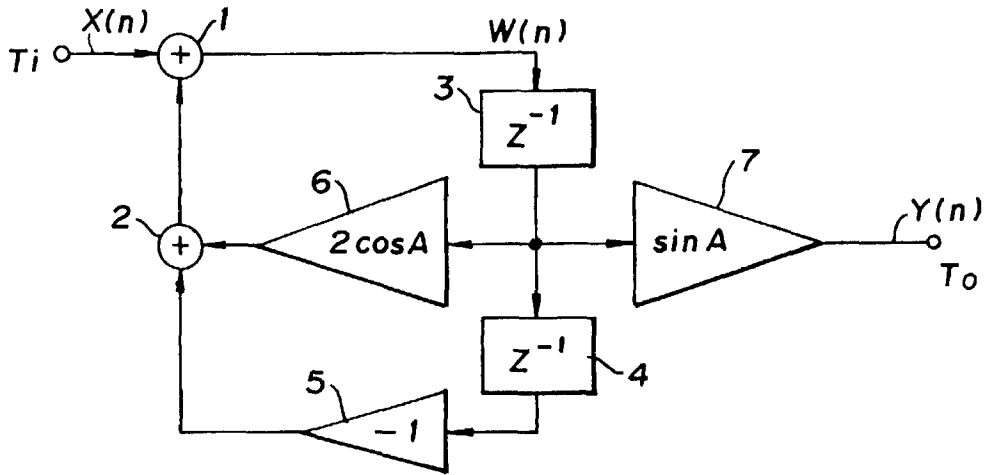 X(n)
1
Ti
+
W(n)
3
Z⁻¹
6
7
2
+
2cosA
sinA
Y(n)
To
Z⁻¹
4
5
-1